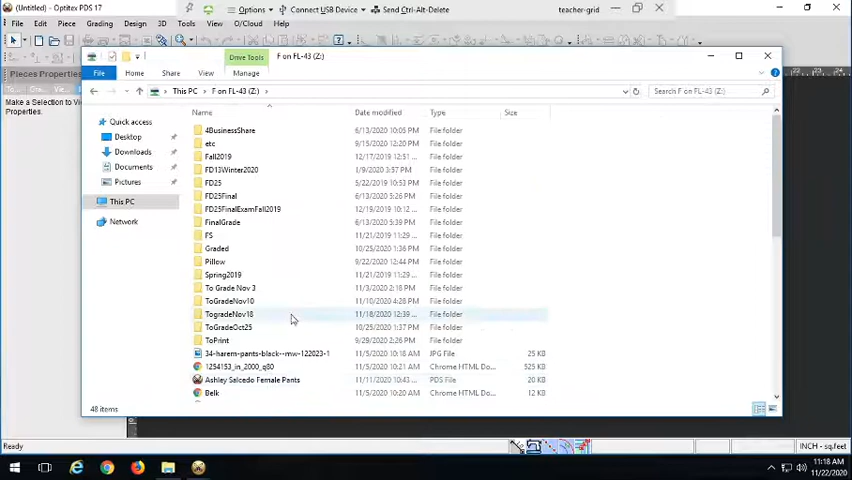 (Untitled) - Optitex PDS 17
Options
Connect USB Device
Send Ctrl-Alt-Delete
teacher-grid
File Edit Piece Grading Design 3D Tools O/Cloud
Drive Tools
F on FL-43 (Z:)
Pieces Properties
File Home Share View Manage
Make a Selection to Vi
Properties.
22 23 24
This PC > F on FL-43 (Z:) >
Search F on FL-43 (Z:)
Quick access
Desktop
Downloads
Documents
Pictures
This PC
Network
Name Date modified Type Size
4BusinessShare 6/13/2020 10:05 PM File folder
etc 9/15/2020 12:20 PM File folder
Fall2019 12/17/2019 12:51 ... File folder
FD13Winter2020 1/9/2020 3:57 PM File folder
FD25 5/22/2019 10:53 ... File folder
FD25Final 6/13/2020 5:26 PM File folder
FD25FinalExamFall2019 12/19/2019 10:12 ... File folder
FinalGrade 6/13/2020 5:39 PM File folder
FS 11/21/2019 11:29 ... File folder
Graded 10/25/2020 1:36 PM File folder
Pillow 9/22/2020 12:44 PM File folder
Spring2019 11/21/2019 11:29 ... File folder
To Grade Nov 3 11/3/2020 2:18 PM File folder
ToGradeNov10 11/10/2020 4:28 PM File folder
TogradeNov18 11/18/2020 12:39 ... File folder
ToGradeOct25 10/25/2020 1:37 PM File folder
ToPrint 9/29/2020 2:26 PM File folder
34-harem-pants-black--mw-122023-1 11/5/2020 10:18 AM JPG File 25 KB
1254153_in_2000_q80 11/5/2020 10:21 AM Chrome HTML Do... 525 KB
Ashley Salcedo Female Pants 11/11/2020 10:43 ... PDS File 20 KB
Belk 11/5/2020 10:20 AM Chrome HTML Do... 12 KB
48 items
Ready
INCH - sq.feet
11:18 AM
11/22/2020